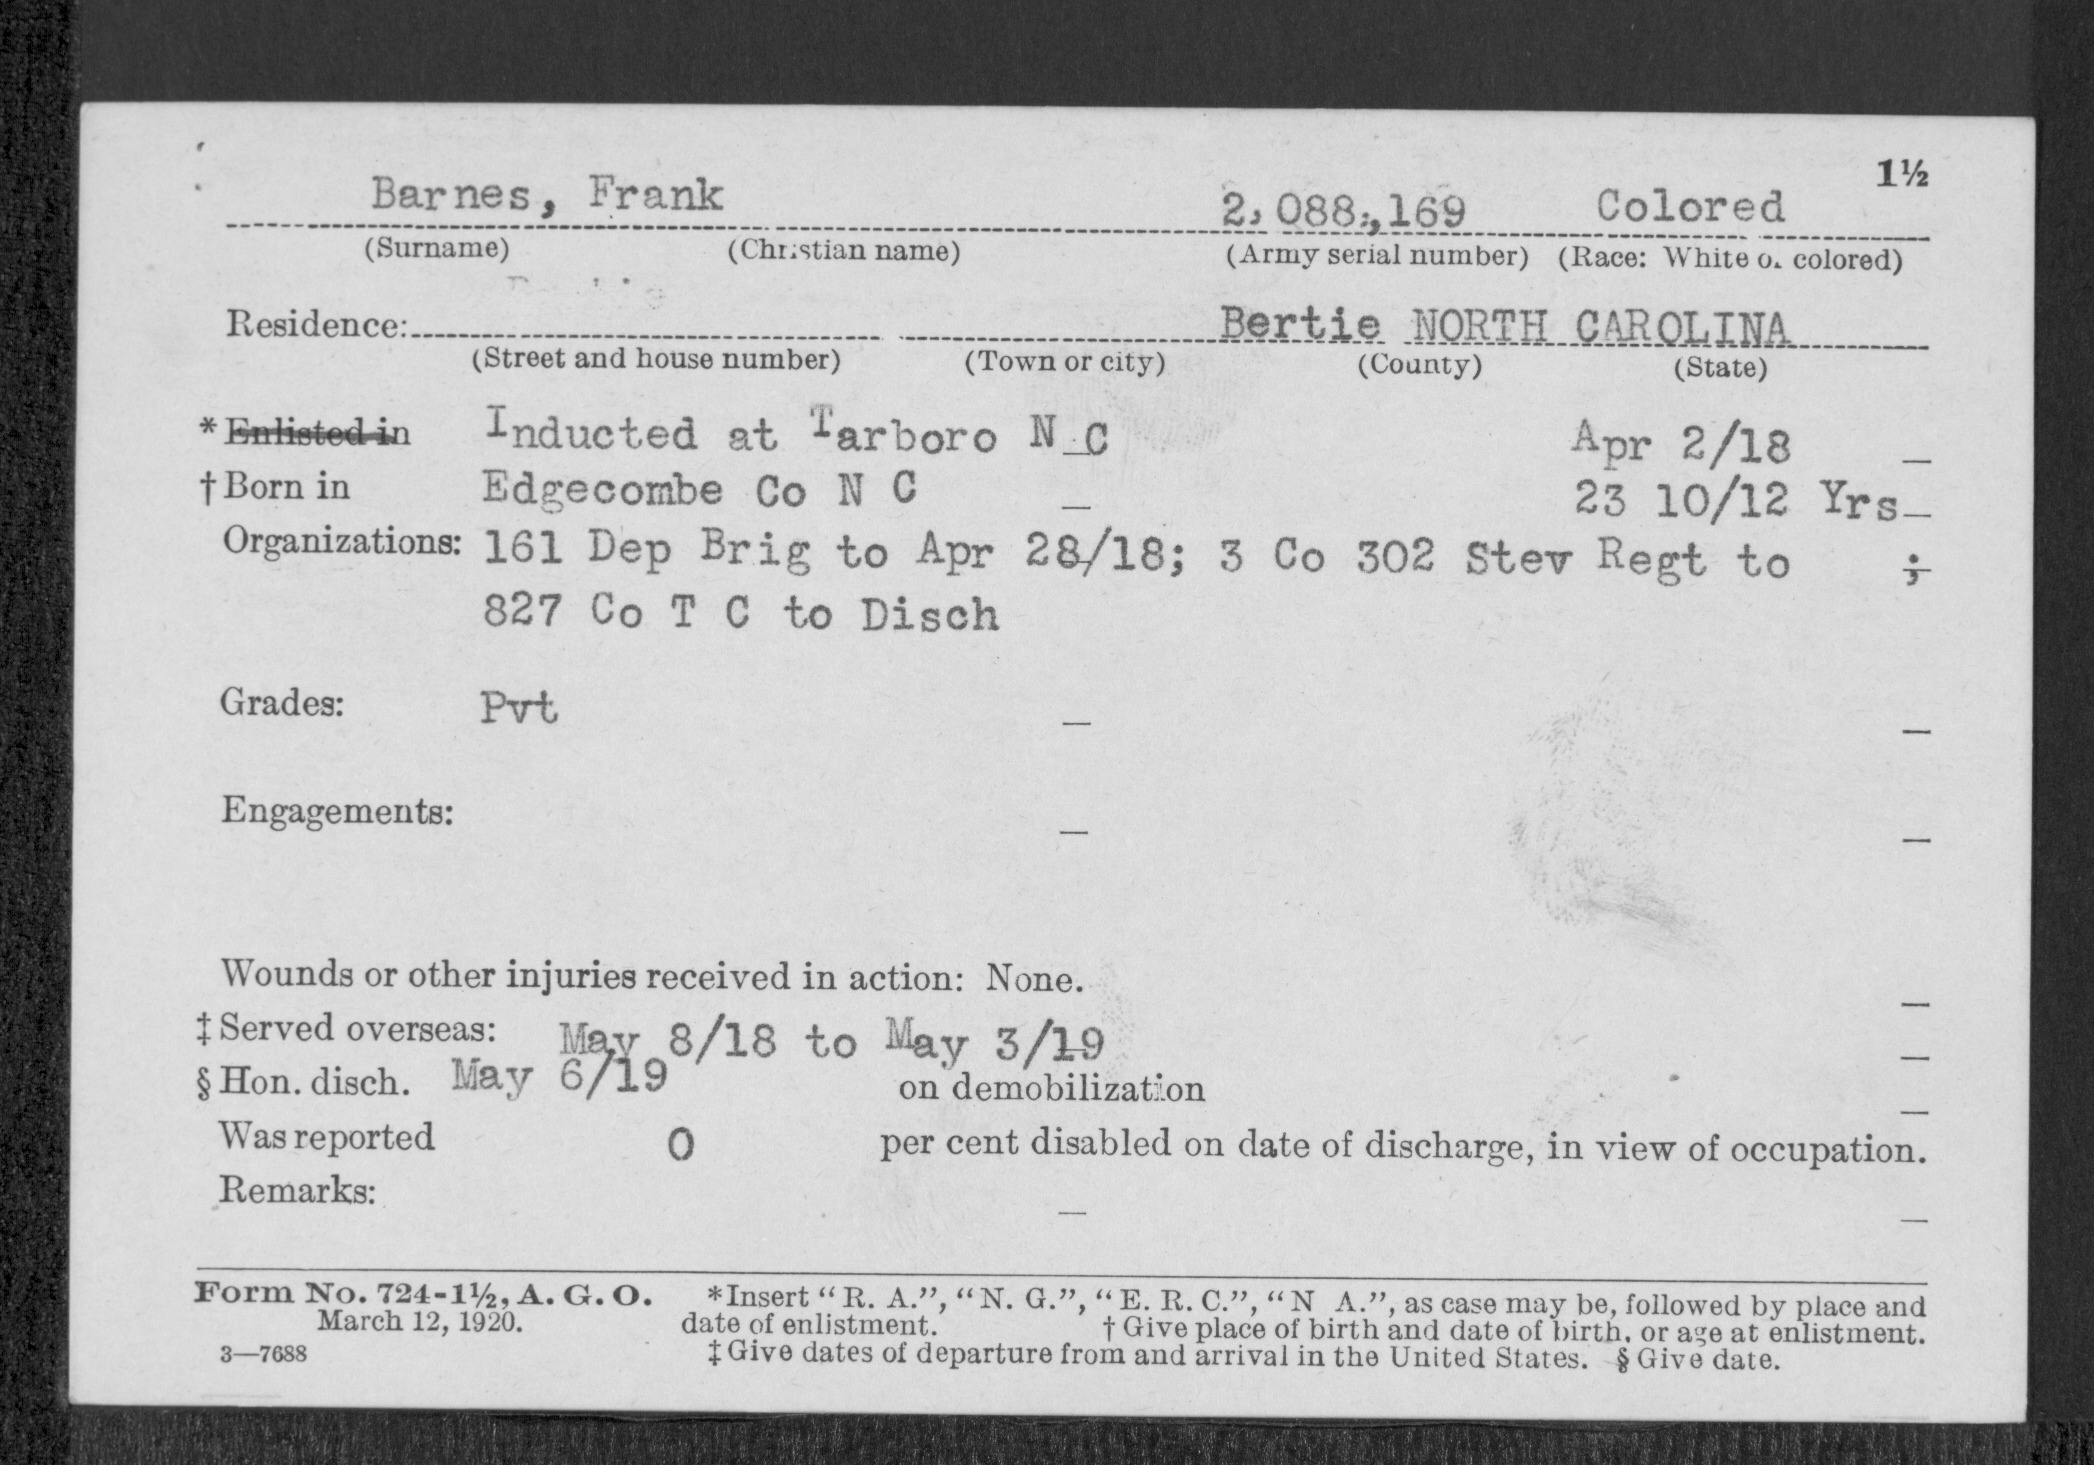 1½
Barnes, Frank 2,088,169 Colored
(Surname) (Christian name) (Army serial number) (Race: White or colored)
Residence: Bertie NORTH CAROLINA
(Street and house number) (Town or city) (County) (State)
*Enlisted in Inducted at Tarboro N C Apr 2/18
†Born in Edgecombe Co N C 23 10/12 Yrs
Organizations: 161 Dep Brig to Apr 28/18; 3 Co 302 Stev Regt to ;
827 Co T C to Disch
Grades: Pvt
Engagements:
Wounds or other injuries received in action: None.
‡Served overseas: May 8/18 to May 3/19
§Hon. disch. May 6/19 on demobilization
Was reported 0 per cent disabled on date of discharge, in view of occupation.
Remarks:
Form No. 724-1½, A. G. O. *Insert "R. A.", "N. G.", "E. R. C.", "N A.", as case may be, followed by place and
March 12, 1920. date of enlistment. †Give place of birth and date of birth, or age at enlistment.
3—7688 ‡Give dates of departure from and arrival in the United States. §Give date.